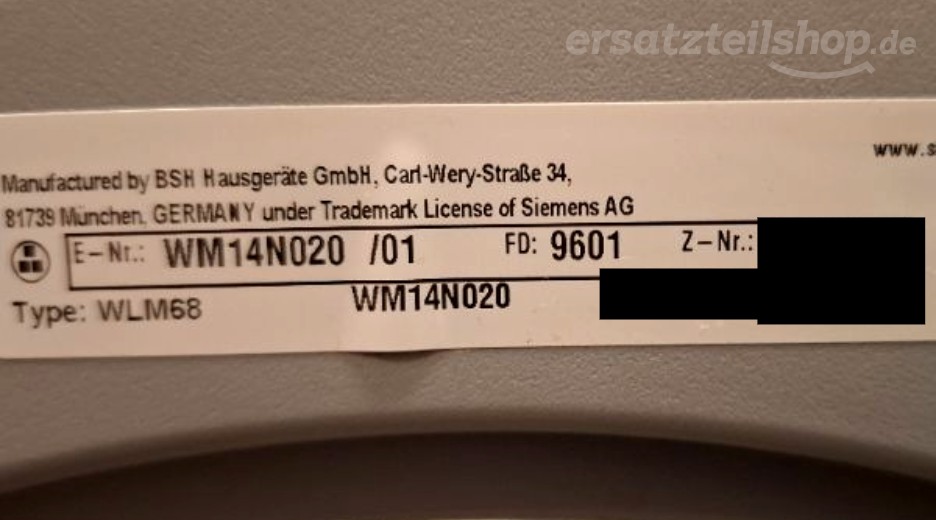 ersatzteilshop.de
www.s
Manufactured by BSH Hausgeräte GmbH, Carl-Wery-Straße 34,
81739 München, GERMANY under Trademark License of Siemens AG
E-Nr.: WM14N020 /01 FD: 9601 Z-Nr.:
Type: WLM68 WM14N020